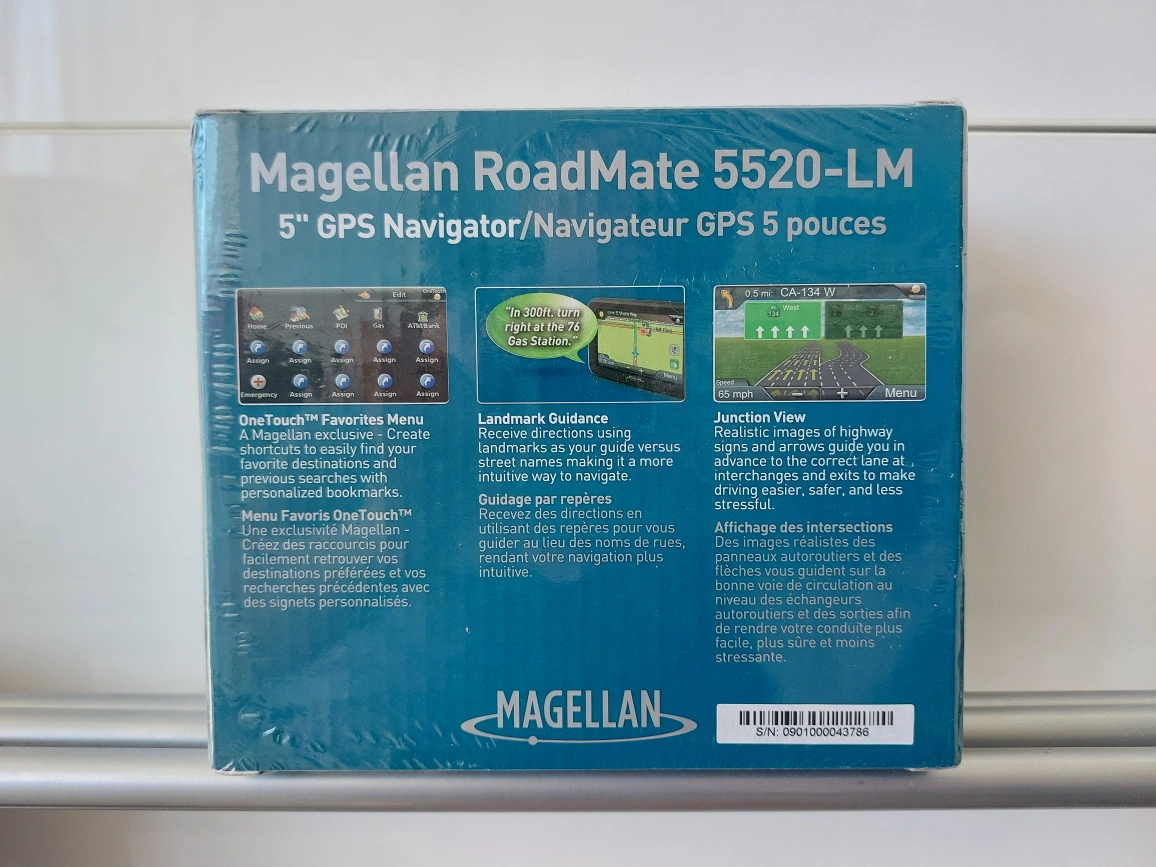 Magellan RoadMate 5520-LM
5" GPS Navigator/Navigateur GPS 5 pouces
Edit
OneTouch
Home Previous POI Gas ATM/Bank
Assign Assign Assign Assign Assign
Emergency Assign Assign Assign Assign
OneTouch™ Favorites Menu
A Magellan exclusive - Create
shortcuts to easily find your
favorite destinations and
previous searches with
personalized bookmarks.
Menu Favoris OneTouch™
Une exclusivité Magellan -
Créez des raccourcis pour
facilement retrouver vos
destinations préférées et vos
recherches précédentes avec
des signets personnalisés.
"In 300ft. turn
right at the 76
Gas Station."
Menu
Landmark Guidance
Receive directions using
landmarks as your guide versus
street names making it a more
intuitive way to navigate.
Guidage par repères
Recevez des directions en
utilisant des repères pour vous
guider au lieu des noms de rues,
rendant votre navigation plus
intuitive.
0.5 mi: CA-134 W
West South North
134
Speed
65 mph − + Menu
Junction View
Realistic images of highway
signs and arrows guide you in
advance to the correct lane at
interchanges and exits to make
driving easier, safer, and less
stressful.
Affichage des intersections
Des images réalistes des
panneaux autoroutiers et des
flèches vous guident sur la
bonne voie de circulation au
niveau des échangeurs
autoroutiers et des sorties afin
de rendre votre conduite plus
facile, plus sûre et moins
stressante.
MAGELLAN
S/N: 0901000043786